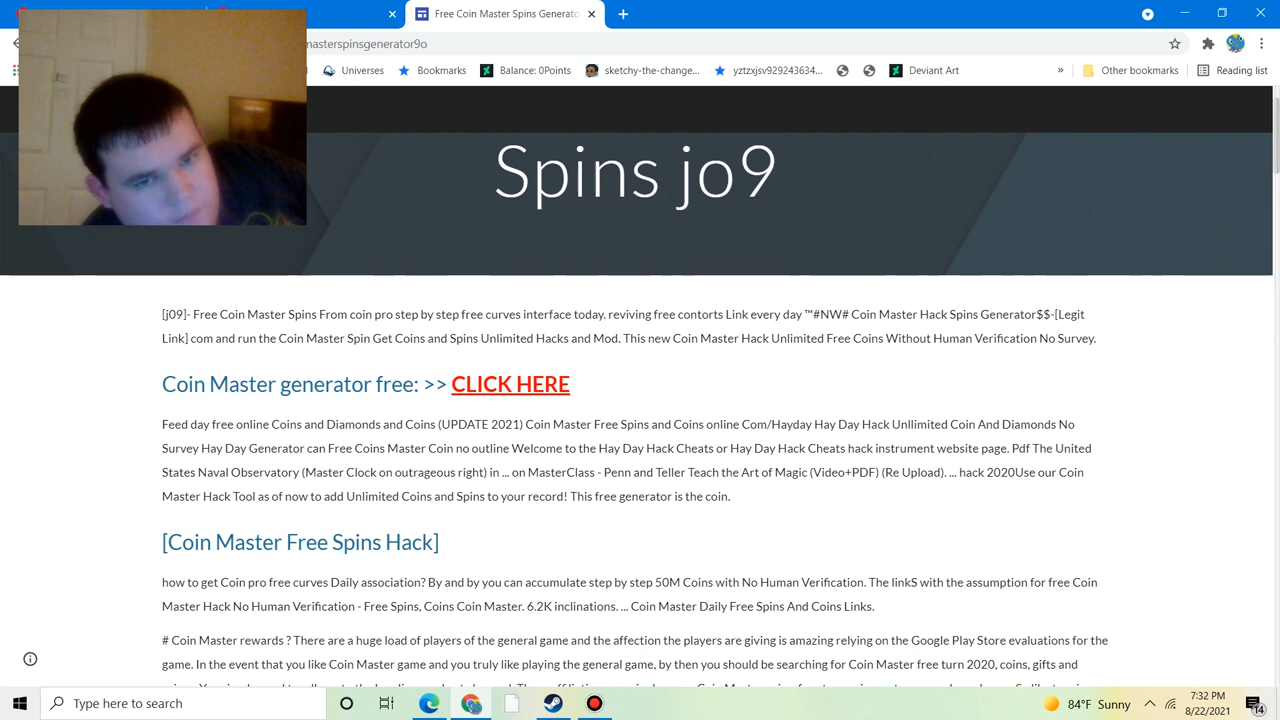 Free Coin Master Spins Generato
masterspinsgenerator9o
Universes
Bookmarks
Balance: 0Points
sketchy-the-change...
yztzxjsv929243634...
Deviant Art
»
Other bookmarks
Reading list
Spins jo9
[j09]- Free Coin Master Spins From coin pro step by step free curves interface today. reviving free contorts Link every day ™#NW# Coin Master Hack Spins Generator$$-[Legit
Link] com and run the Coin Master Spin Get Coins and Spins Unlimited Hacks and Mod. This new Coin Master Hack Unlimited Free Coins Without Human Verification No Survey.
Coin Master generator free: >> CLICK HERE
Feed day free online Coins and Diamonds and Coins (UPDATE 2021) Coin Master Free Spins and Coins online Com/Hayday Hay Day Hack Unllimited Coin And Diamonds No
Survey Hay Day Generator can Free Coins Master Coin no outline Welcome to the Hay Day Hack Cheats or Hay Day Hack Cheats hack instrument website page. Pdf The United
States Naval Observatory (Master Clock on outrageous right) in ... on MasterClass - Penn and Teller Teach the Art of Magic (Video+PDF) (Re Upload). ... hack 2020Use our Coin
Master Hack Tool as of now to add Unlimited Coins and Spins to your record! This free generator is the coin.
[Coin Master Free Spins Hack]
how to get Coin pro free curves Daily association? By and by you can accumulate step by step 50M Coins with No Human Verification. The linkS with the assumption for free Coin
Master Hack No Human Verification - Free Spins, Coins Coin Master. 6.2K inclinations. ... Coin Master Daily Free Spins And Coins Links.
# Coin Master rewards ? There are a huge load of players of the general game and the affection the players are giving is amazing relying on the Google Play Store evaluations for the
game. In the event that you like Coin Master game and you truly like playing the general game, by then you should be searching for Coin Master free turn 2020, coins, gifts and
Type here to search
84°F Sunny
7:32 PM
8/22/2021
14